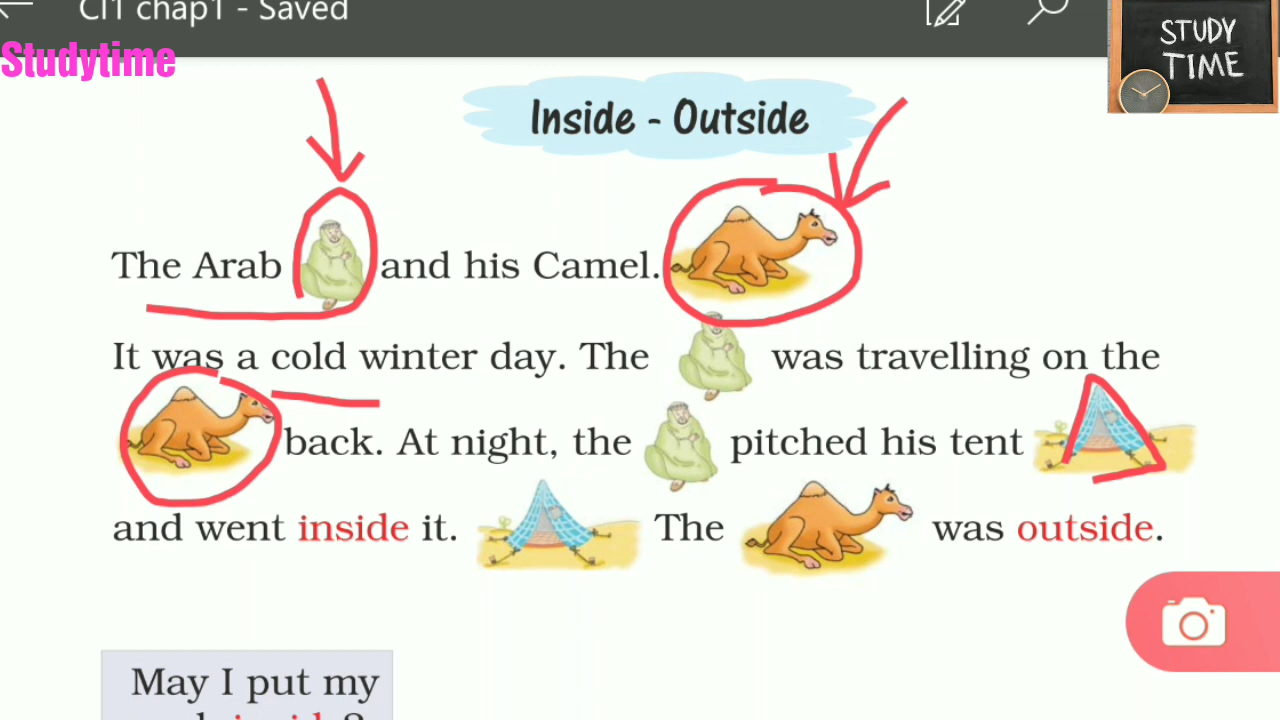 Cl1 chap1 - Saved
Studytime
STUDY
TIME
Inside - Outside
The Arab and his Camel.
It was a cold winter day. The was travelling on the
back. At night, the pitched his tent
and went inside it. The was outside.
May I put my